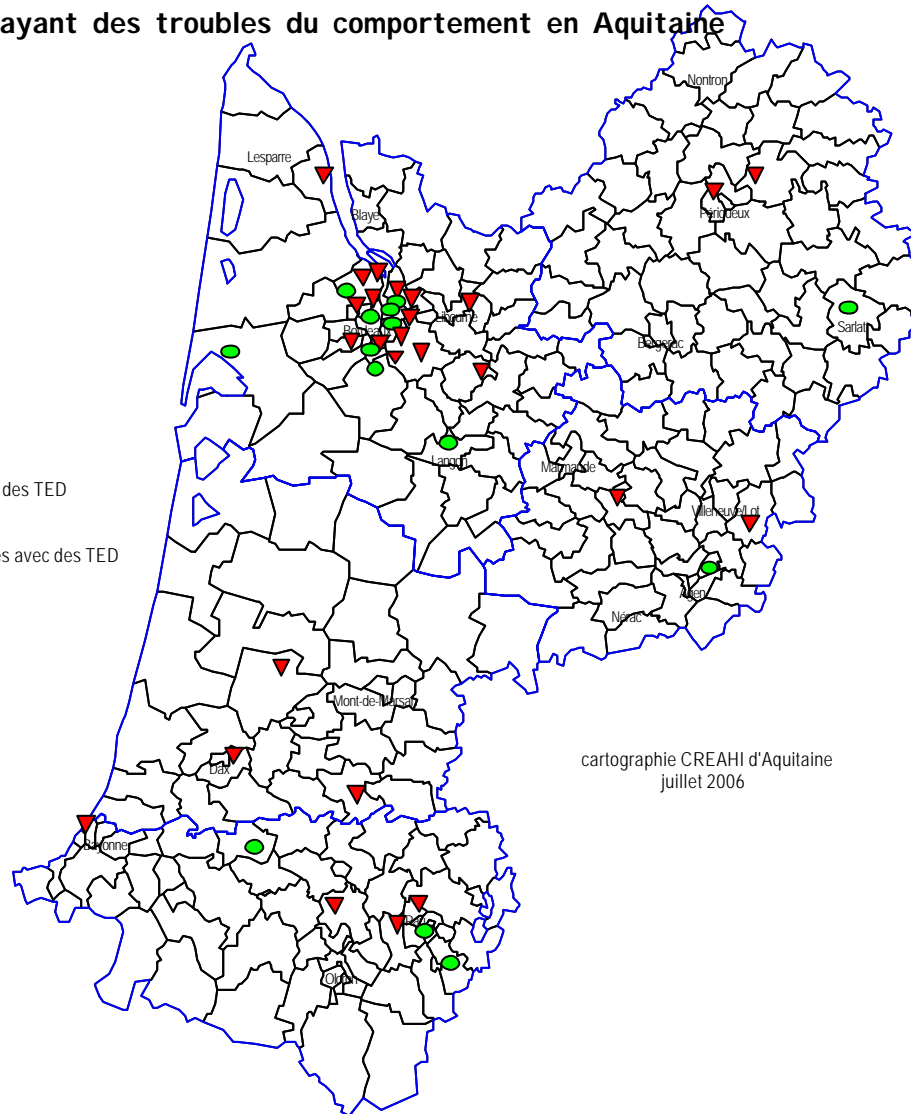 ayant des troubles du comportement en Aquitaine
Nontron
Lesparre
Périgueux
Blaye
Libourne
Bordeaux
Sarlat
Bergerac
Langon
Marmande
des TED
Villeneuve/Lot
es avec des TED
Agen
Nérac
Mont-de-Marsan
cartographie CREAHI d'Aquitaine
juillet 2006
Dax
Bayonne
Pau
Oloron